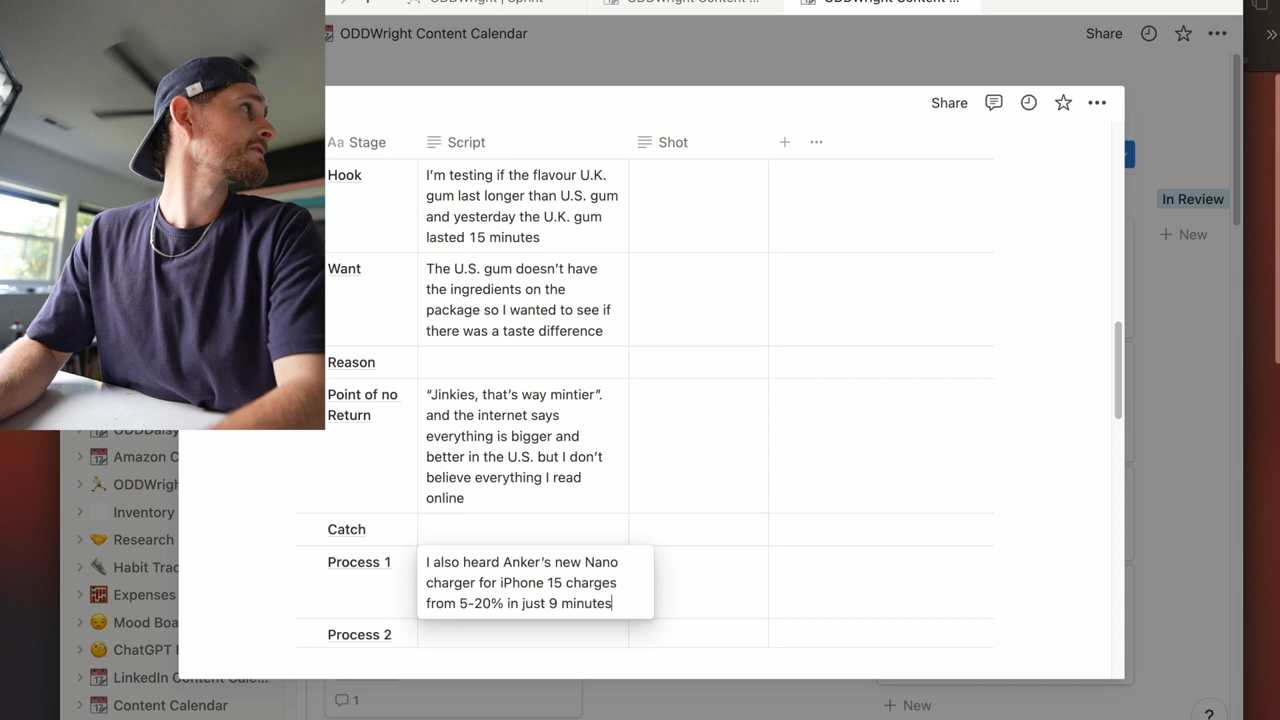 ODDWright Content Calendar
Share
Share
Aa Stage
Script
Shot
Hook
I'm testing if the flavour U.K.
gum last longer than U.S. gum
and yesterday the U.K. gum
lasted 15 minutes
Want
The U.S. gum doesn't have
the ingredients on the
package so I wanted to see if
there was a taste difference
Reason
Point of no
Return
“Jinkies, that's way mintier”.
and the internet says
everything is bigger and
better in the U.S. but I don't
believe everything I read
online
Catch
Process 1
I also heard Anker's new Nano
charger for iPhone 15 charges
from 5-20% in just 9 minutes
Process 2
In Review
+ New
Amazon C
ODDWrigh
Inventory
Research
Habit Trac
Expenses
Mood Boa
ChatGPT
LinkedIn Content Cale...
Content Calendar
1
+ New
?